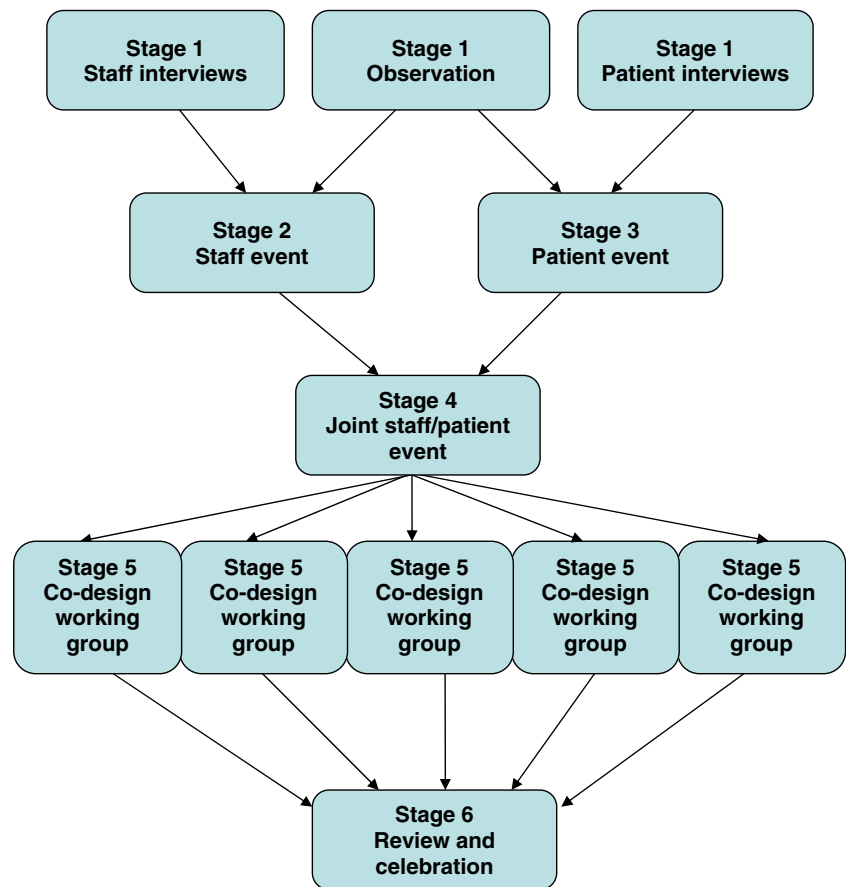 Stage 1
Staff interviews
Stage 1
Observation
Stage 1
Patient interviews
Stage 2
Staff event
Stage 3
Patient event
Stage 4
Joint staff/patient
event
Stage 5
Co-design
working
group
Stage 5
Co-design
working
group
Stage 5
Co-design
working
group
Stage 5
Co-design
working
group
Stage 5
Co-design
working
group
Stage 6
Review and
celebration